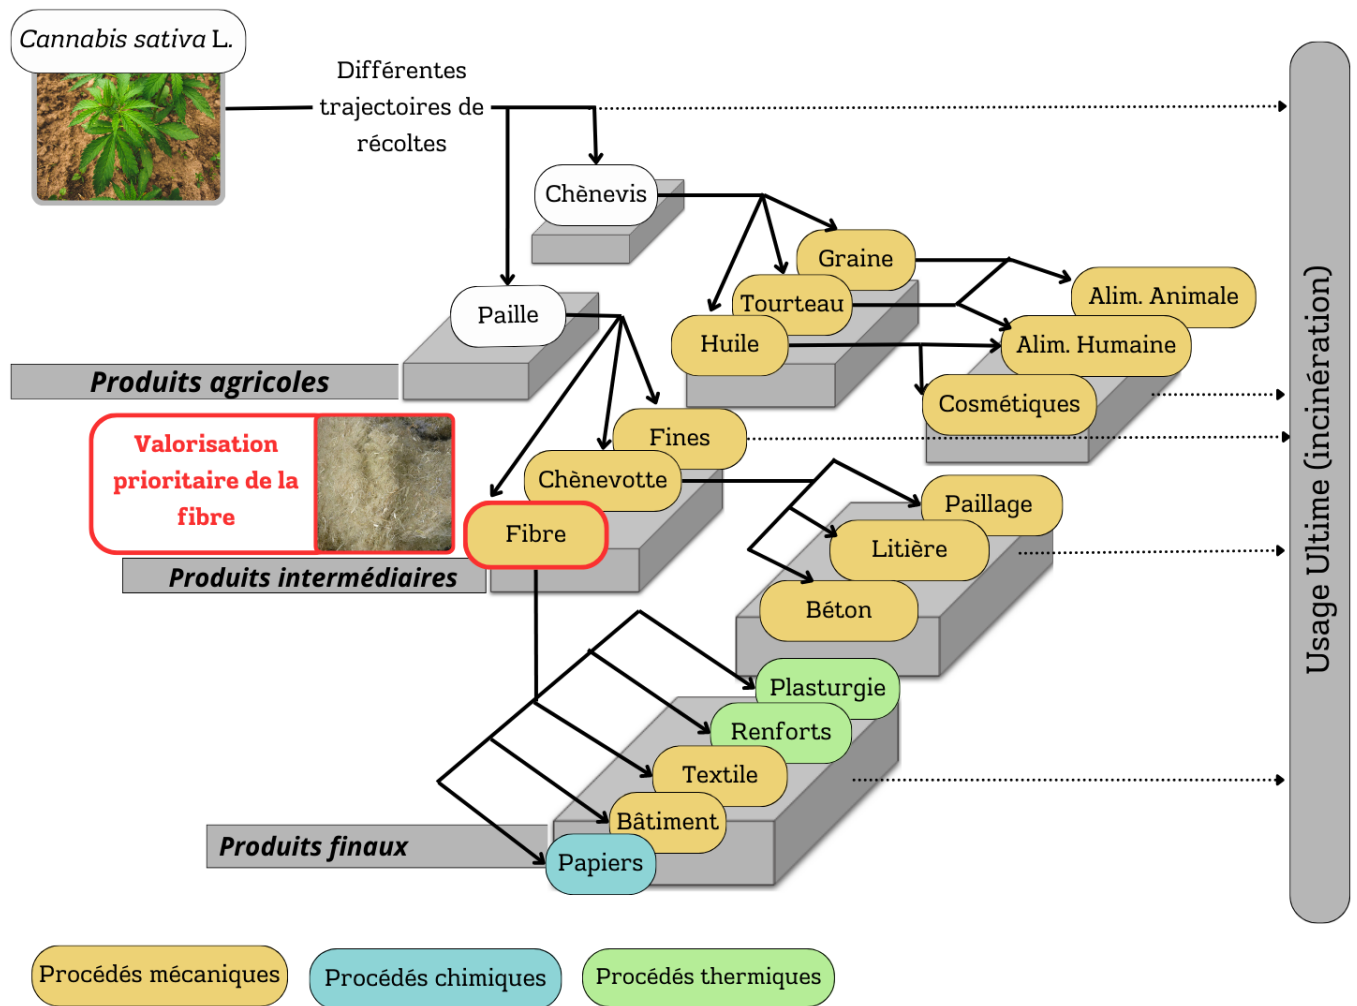 Cannabis sativa L.
Différentes
trajectoires de
récoltes
Chènevis
Graine
Tourteau
Huile
Alim. Animale
Alim. Humaine
Cosmétiques
Paille
Produits agricoles
Valorisation
prioritaire de la
fibre
Fines
Chènevotte
Fibre
Produits intermédiaires
Paillage
Litière
Béton
Plasturgie
Renforts
Textile
Bâtiment
Papiers
Produits finaux
Usage Ultime (incinération)
Procédés mécaniques
Procédés chimiques
Procédés thermiques